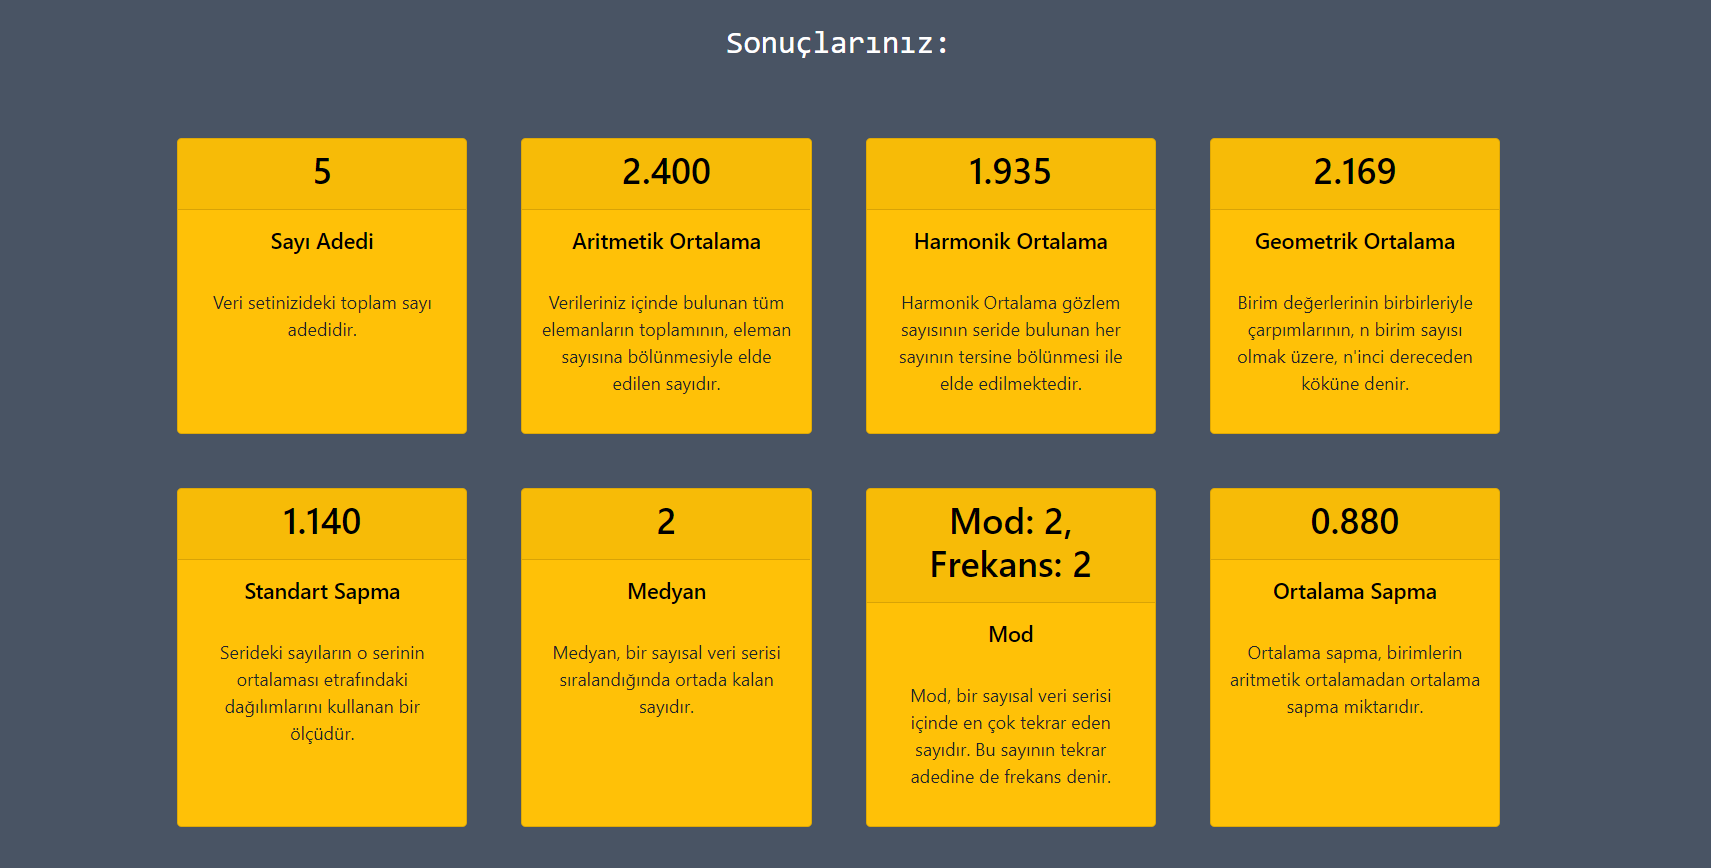 Sonuçlarınız:
5
Sayı Adedi
Veri setinizideki toplam sayı
adedidir.
2.400
Aritmetik Ortalama
Verileriniz içinde bulunan tüm
elemanların toplamının, eleman
sayısına bölünmesiyle elde
edilen sayıdır.
1.935
Harmonik Ortalama
Harmonik Ortalama gözlem
sayısının seride bulunan her
sayının tersine bölünmesi ile
elde edilmektedir.
2.169
Geometrik Ortalama
Birim değerlerinin birbirleriyle
çarpımlarının, n birim sayısı
olmak üzere, n'inci dereceden
köküne denir.
1.140
Standart Sapma
Serideki sayıların o serinin
ortalaması etrafındaki
dağılımlarını kullanan bir
ölçüdür.
2
Medyan
Medyan, bir sayısal veri serisi
sıralandığında ortada kalan
sayıdır.
Mod: 2,
Frekans: 2
Mod
Mod, bir sayısal veri serisi
içinde en çok tekrar eden
sayıdır. Bu sayının tekrar
adedine de frekans denir.
0.880
Ortalama Sapma
Ortalama sapma, birimlerin
aritmetik ortalamadan ortalama
sapma miktarıdır.